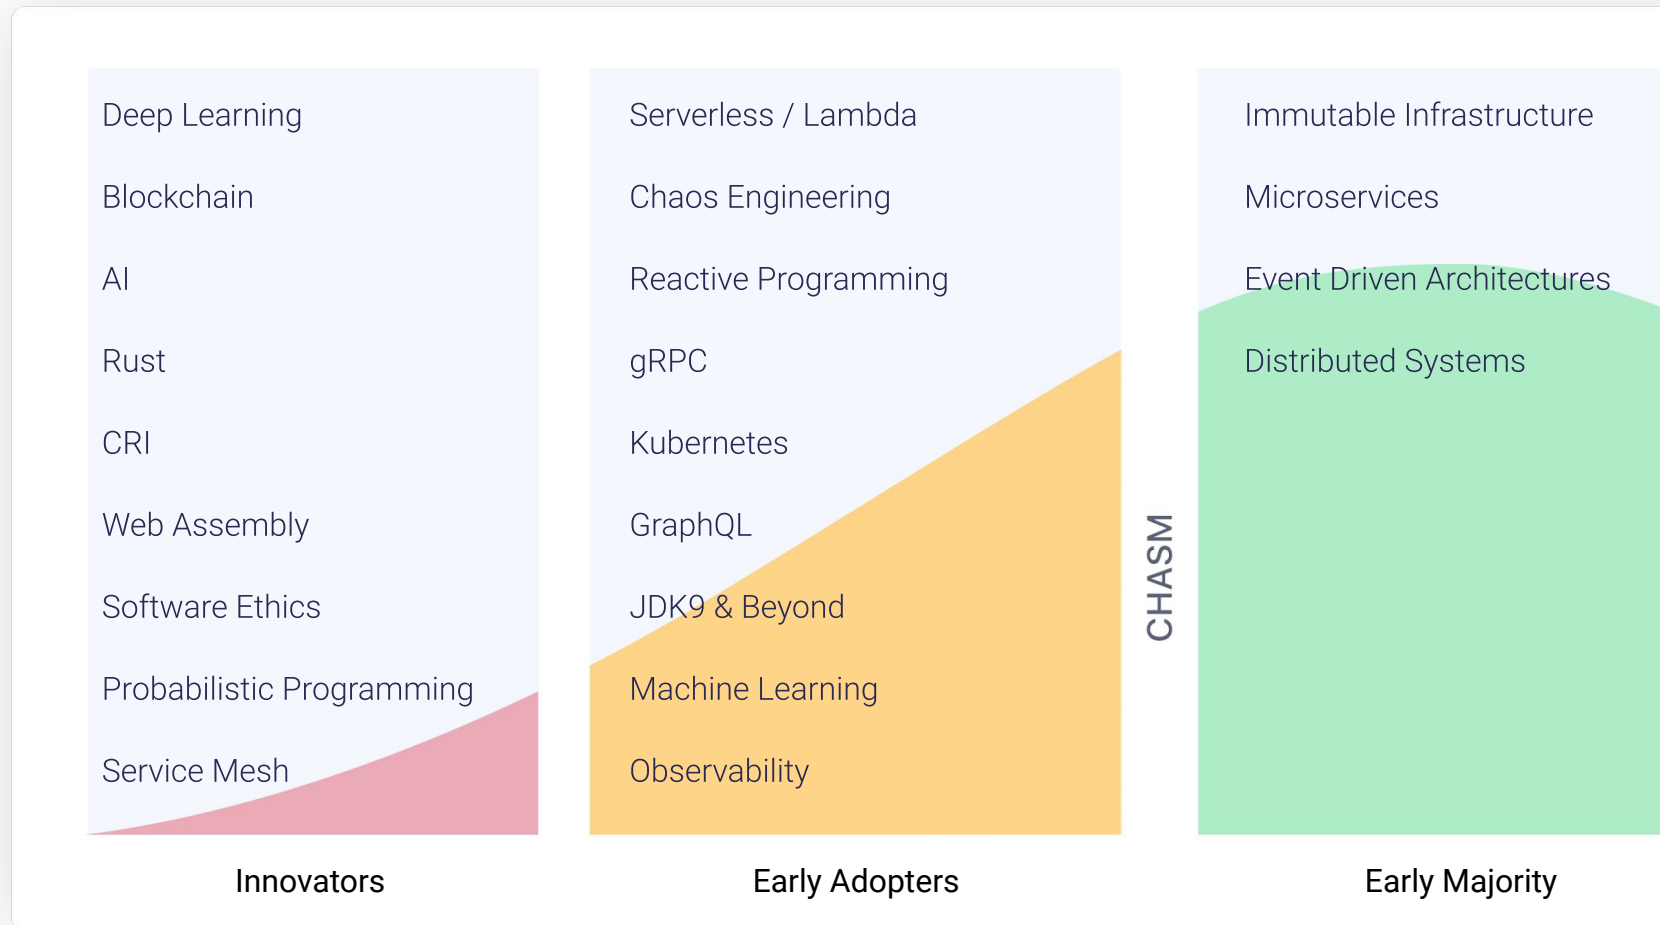 Deep Learning
Blockchain
AI
Rust
CRI
Web Assembly
Software Ethics
Probabilistic Programming
Service Mesh
Innovators
Serverless / Lambda
Chaos Engineering
Reactive Programming
gRPC
Kubernetes
GraphQL
JDK9 & Beyond
Machine Learning
Observability
Early Adopters
CHASM
Immutable Infrastructure
Microservices
Event Driven Architectures
Distributed Systems
Early Majority